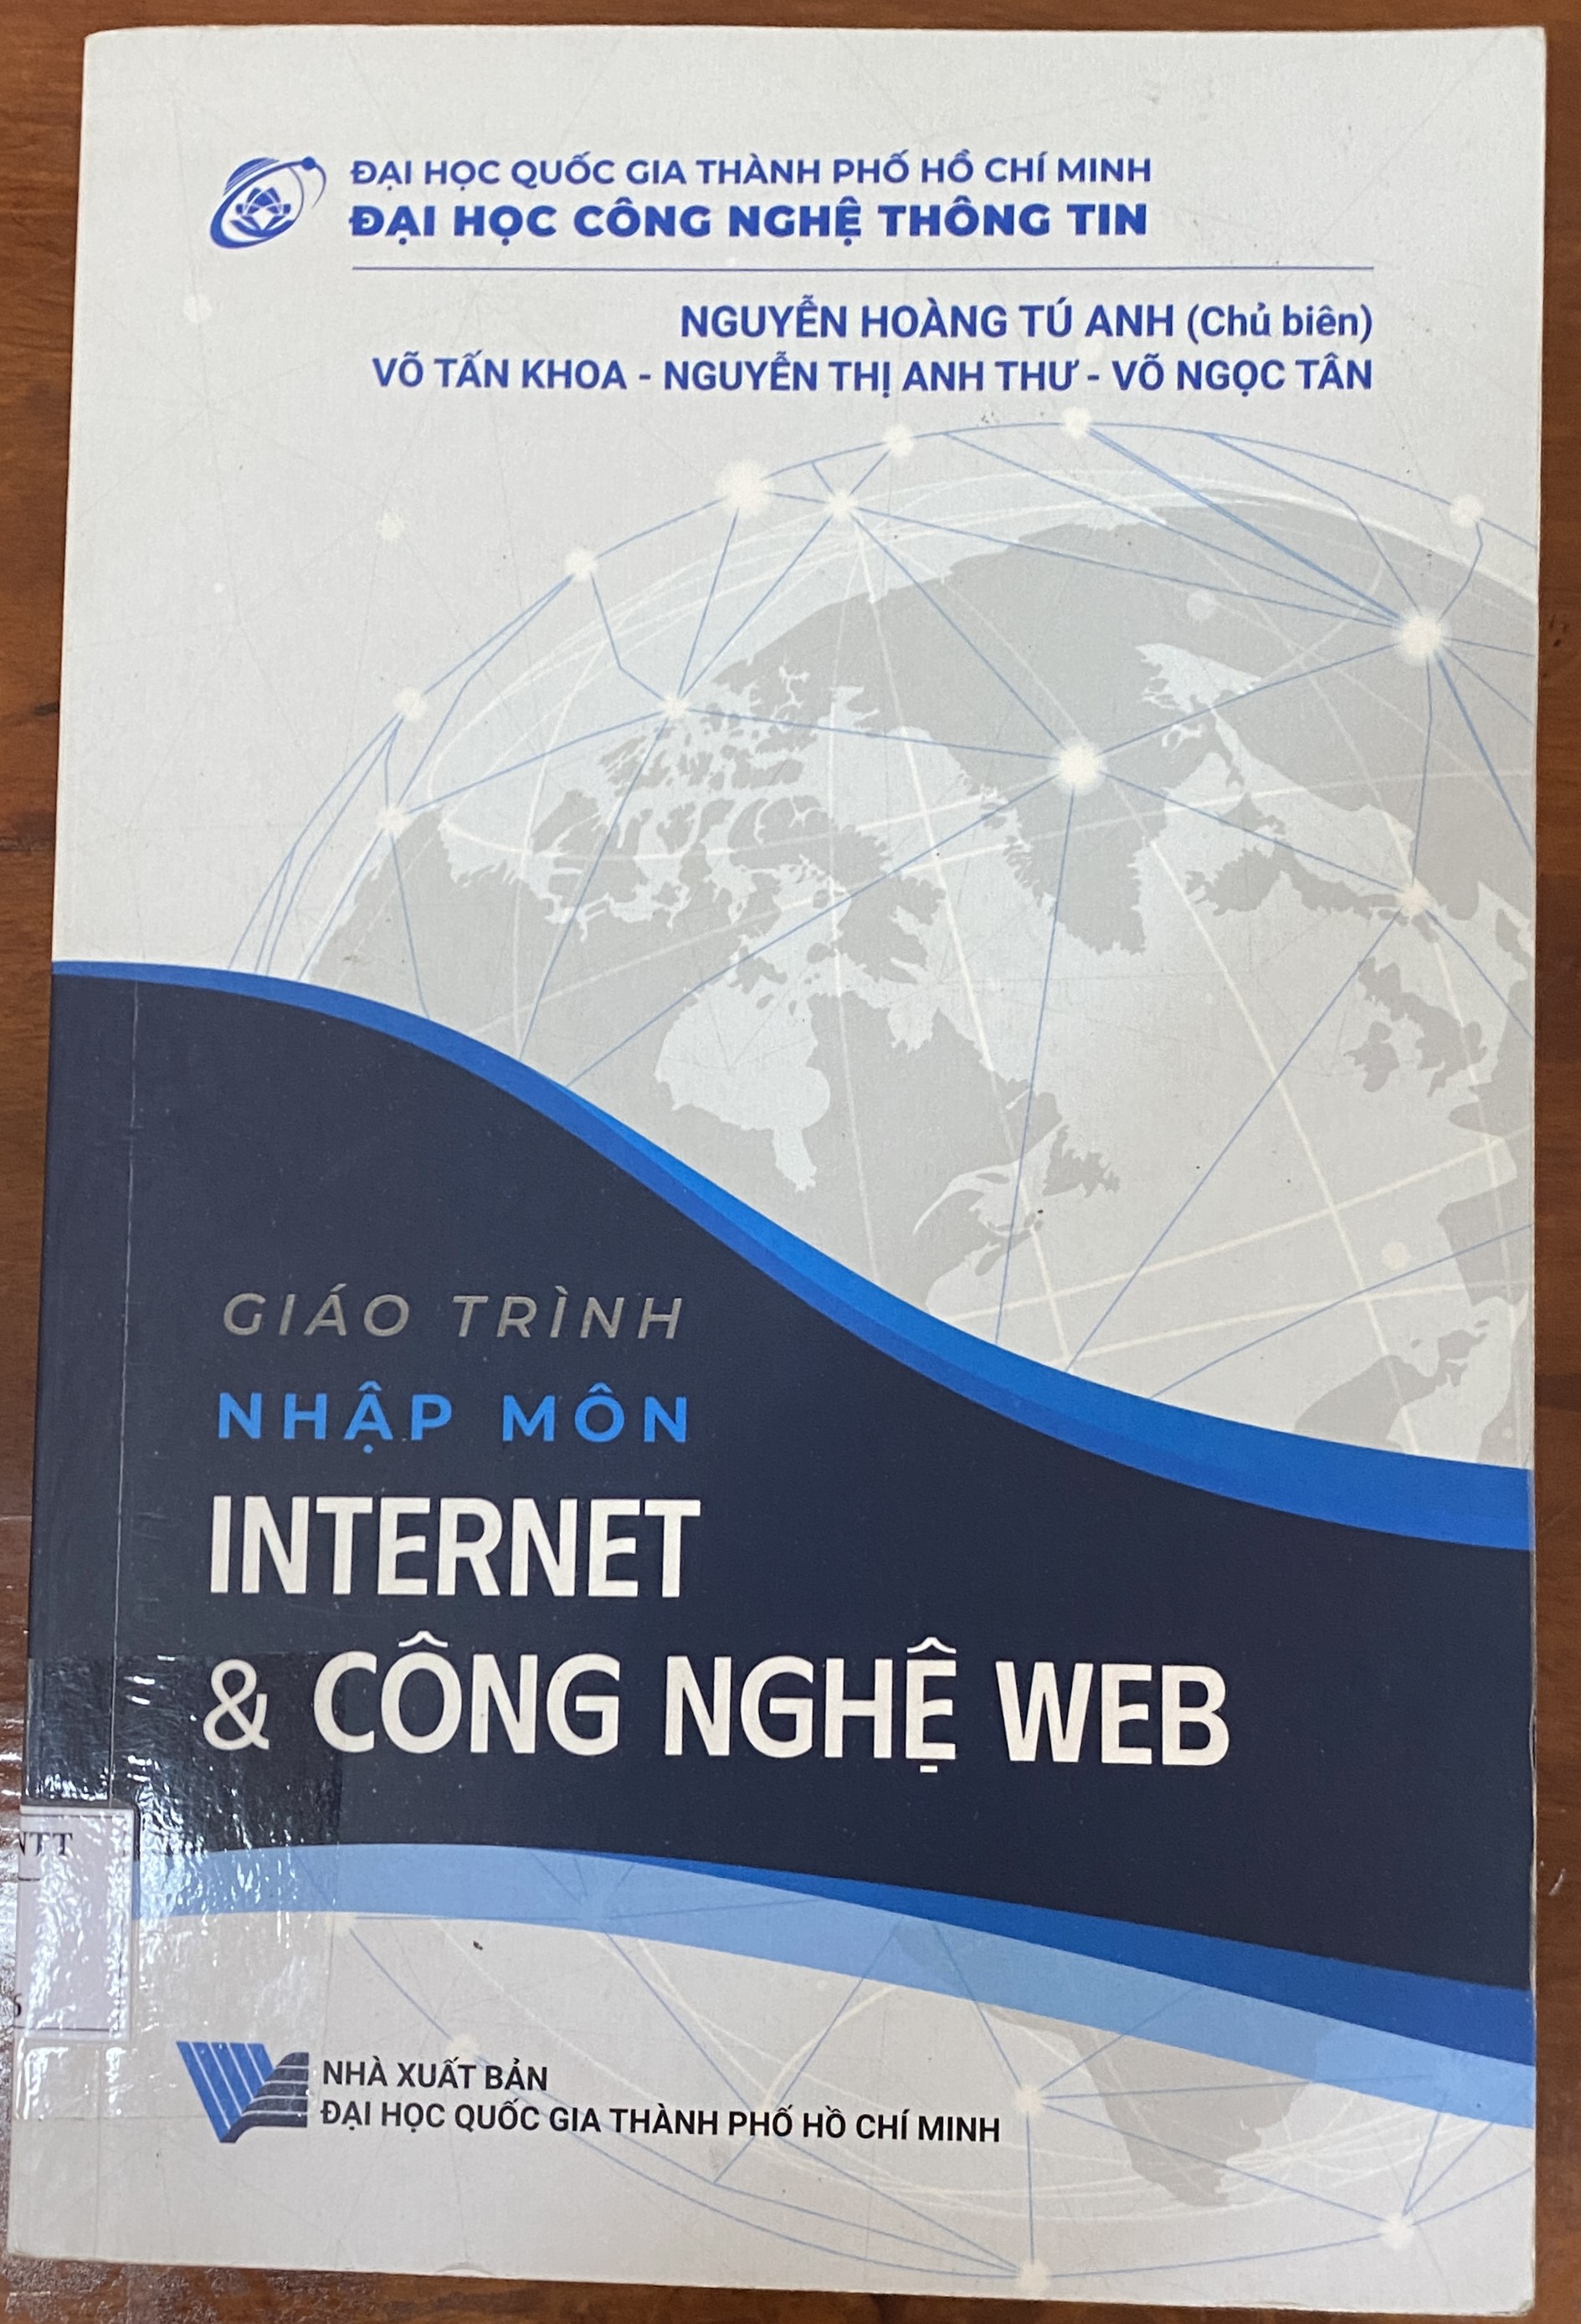 ĐẠI HỌC QUỐC GIA THÀNH PHỐ HỒ CHÍ MINH
ĐẠI HỌC CÔNG NGHỆ THÔNG TIN
NGUYỄN HOÀNG TÚ ANH (Chủ biên)
VÕ TẤN KHOA - NGUYỄN THỊ ANH THƯ - VÕ NGỌC TÂN
GIÁO TRÌNH
NHẬP MÔN
INTERNET
& CÔNG NGHỆ WEB
NHÀ XUẤT BẢN
ĐẠI HỌC QUỐC GIA THÀNH PHỐ HỒ CHÍ MINH